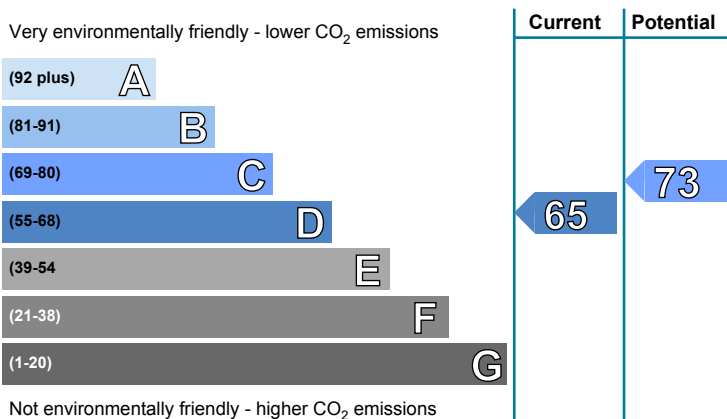 Current Potential
Very environmentally friendly - lower CO2 emissions
(92 plus) A
(81-91) B
(69-80) C
73
(55-68) D
65
(39-54 E
(21-38) F
(1-20) G
Not environmentally friendly - higher CO2 emissions